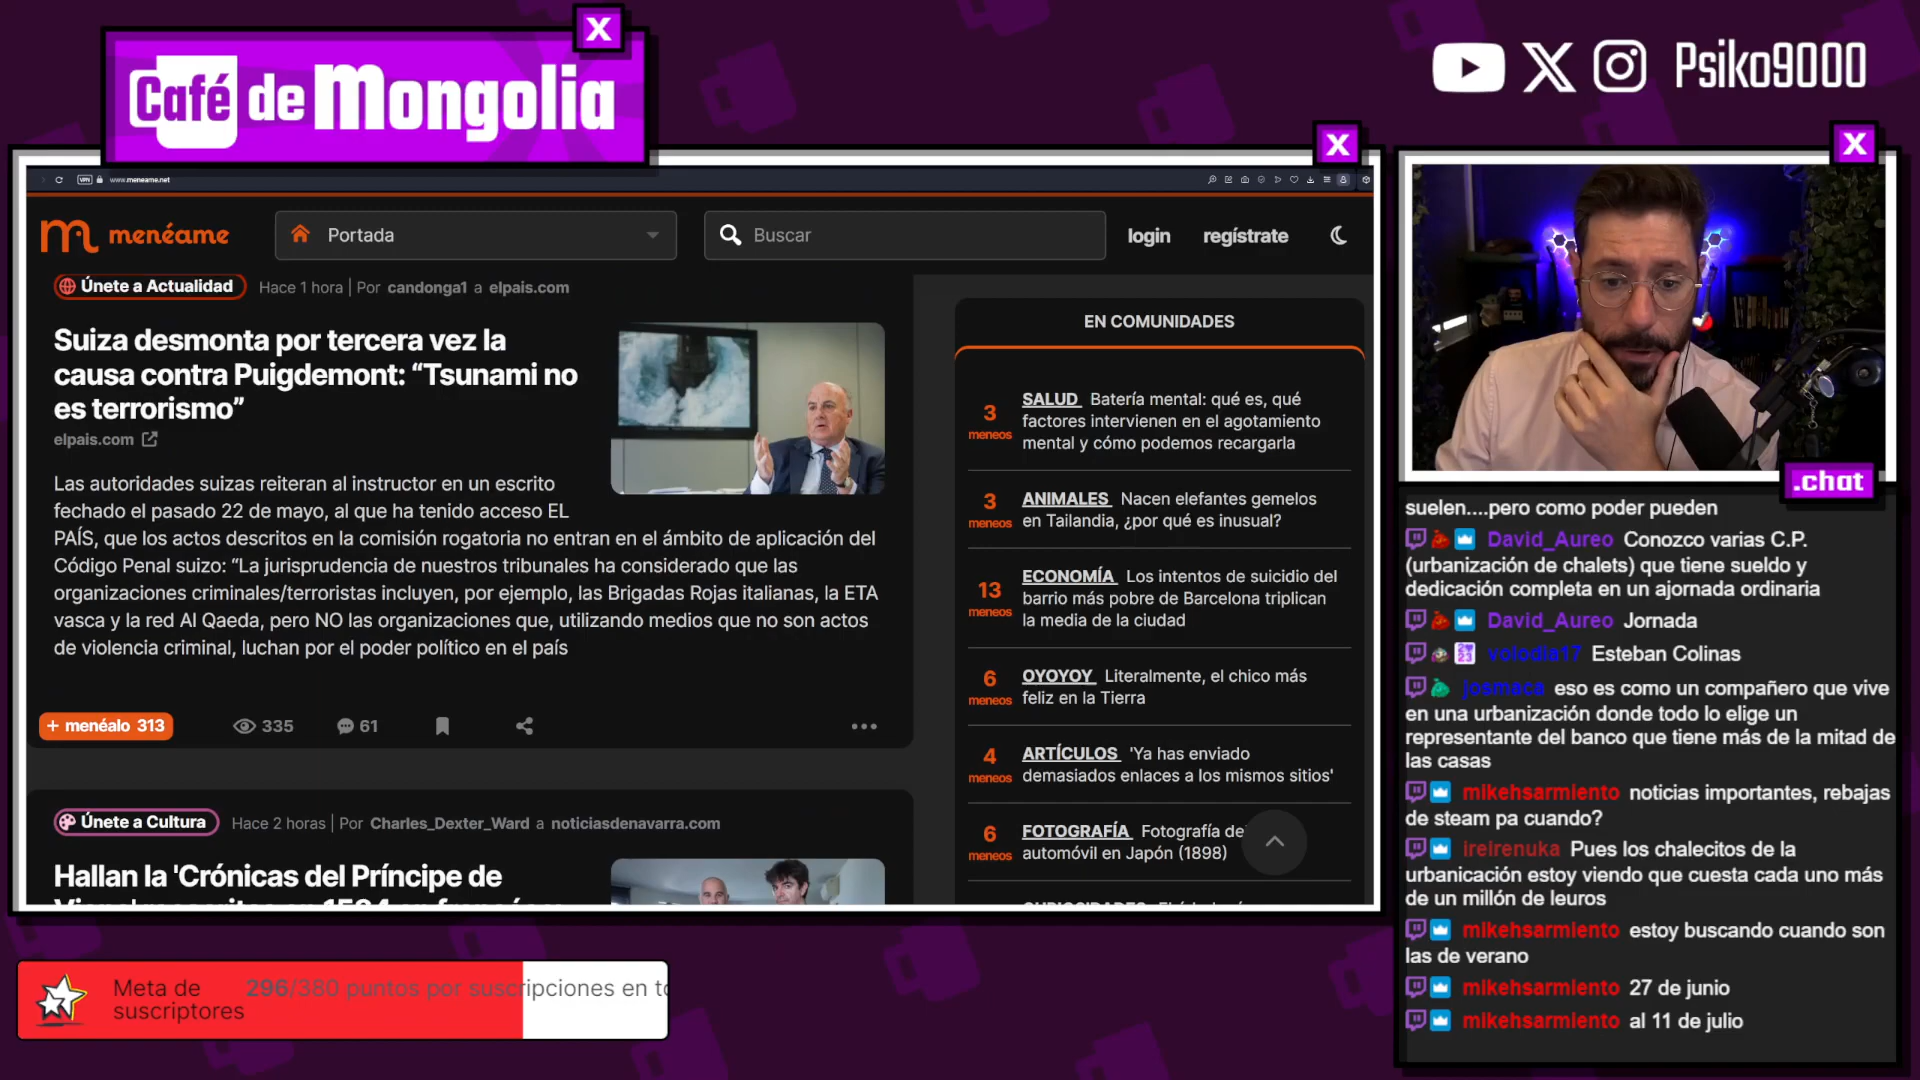 X
Café de Mongolia
Psiko9000
X
X
VPN www.meneame.net
menéame
Portada
Buscar
login
regístrate
Únete a Actualidad
Hace 1 hora | Por candonga1 a elpais.com
Suiza desmonta por tercera vez la
causa contra Puigdemont: “Tsunami no
es terrorismo”
elpais.com
Las autoridades suizas reiteran al instructor en un escrito
fechado el pasado 22 de mayo, al que ha tenido acceso EL
PAÍS, que los actos descritos en la comisión rogatoria no entran en el ámbito de aplicación del
Código Penal suizo: “La jurisprudencia de nuestros tribunales ha considerado que las
organizaciones criminales/terroristas incluyen, por ejemplo, las Brigadas Rojas italianas, la ETA
vasca y la red Al Qaeda, pero NO las organizaciones que, utilizando medios que no son actos
de violencia criminal, luchan por el poder político en el país
+ menéalo 313
335
61
Únete a Cultura
Hace 2 horas | Por Charles_Dexter_Ward a noticiasdenavarra.com
Hallan la 'Crónicas del Príncipe de
EN COMUNIDADES
3 meneos
SALUD Batería mental: qué es, qué
factores intervienen en el agotamiento
mental y cómo podemos recargarla
3 meneos
ANIMALES Nacen elefantes gemelos
en Tailandia, ¿por qué es inusual?
13 meneos
ECONOMÍA Los intentos de suicidio del
barrio más pobre de Barcelona triplican
la media de la ciudad
6 meneos
OYOYOY Literalmente, el chico más
feliz en la Tierra
4 meneos
ARTÍCULOS 'Ya has enviado
demasiados enlaces a los mismos sitios'
6 meneos
FOTOGRAFÍA Fotografía de
automóvil en Japón (1898)
.chat
suelen....pero como poder pueden
David_Aureo Conozco varias C.P.
(urbanización de chalets) que tiene sueldo y
dedicación completa en un ajornada ordinaria
David_Aureo Jornada
volodia17 Esteban Colinas
josmaca eso es como un compañero que vive
en una urbanización donde todo lo elige un
representante del banco que tiene más de la mitad de
las casas
mikehsarmiento noticias importantes, rebajas
de steam pa cuando?
irelrenuka Pues los chalecitos de la
urbanicación estoy viendo que cuesta cada uno más
de un millón de leuros
mikehsarmiento estoy buscando cuando son
las de verano
mikehsarmiento 27 de junio
mikehsarmiento al 11 de julio
Meta de
suscriptores
296/380 puntos por suscripciones en to